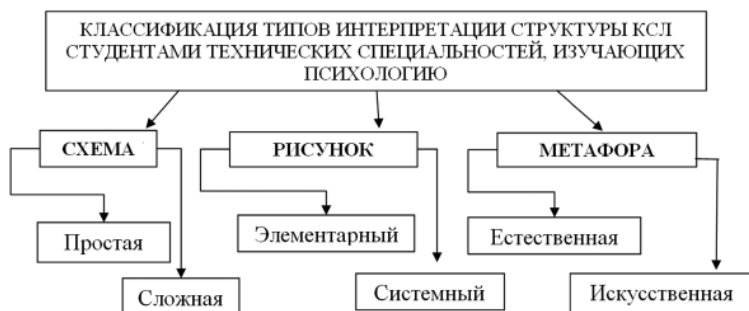 КЛАССИФИКАЦИЯ ТИПОВ ИНТЕРПРЕТАЦИИ СТРУКТУРЫ КСЛ
СТУДЕНТАМИ ТЕХНИЧЕСКИХ СПЕЦИАЛЬНОСТЕЙ, ИЗУЧАЮЩИХ
ПСИХОЛОГИЮ
СХЕМА
РИСУНОК
МЕТАФОРА
Простая
Элементарный
Естественная
Сложная
Системный
Искусственная